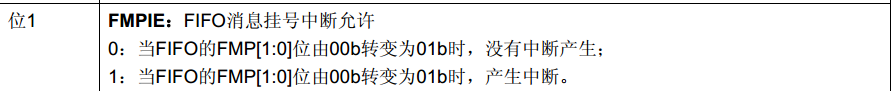 位1
FMPIE：FIFO消息挂号中断允许
0：当FIFO的FMP[1:0]位由00b转变为01b时，没有中断产生；
1：当FIFO的FMP[1:0]位由00b转变为01b时，产生中断。